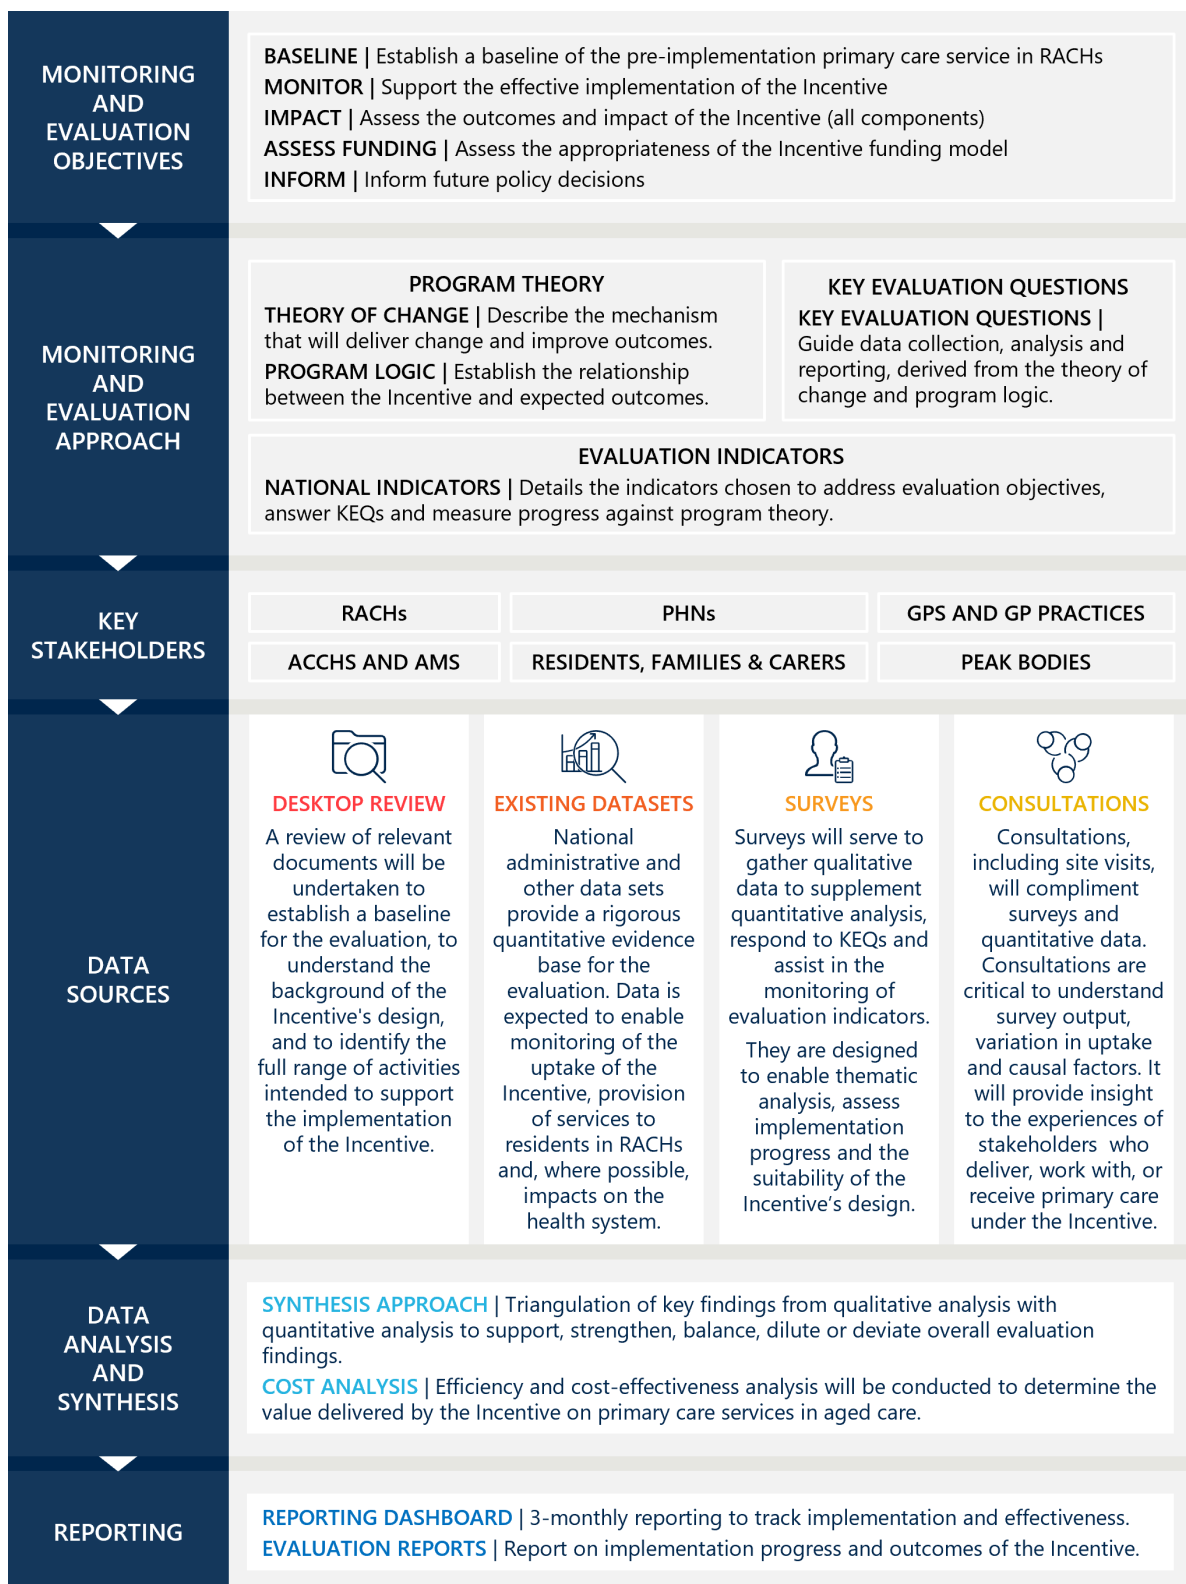 MONITORING
AND
EVALUATION
OBJECTIVES
BASELINE | Establish a baseline of the pre-implementation primary care service in RACHs
MONITOR | Support the effective implementation of the Incentive
IMPACT | Assess the outcomes and impact of the Incentive (all components)
ASSESS FUNDING | Assess the appropriateness of the Incentive funding model
INFORM | Inform future policy decisions
MONITORING
AND
EVALUATION
APPROACH
PROGRAM THEORY
THEORY OF CHANGE | Describe the mechanism
that will deliver change and improve outcomes.
PROGRAM LOGIC | Establish the relationship
between the Incentive and expected outcomes.
KEY EVALUATION QUESTIONS
KEY EVALUATION QUESTIONS |
Guide data collection, analysis and
reporting, derived from the theory of
change and program logic.
EVALUATION INDICATORS
NATIONAL INDICATORS | Details the indicators chosen to address evaluation objectives,
answer KEQs and measure progress against program theory.
KEY
STAKEHOLDERS
RACHs
PHNs
GPS AND GP PRACTICES
ACCHS AND AMS
RESIDENTS, FAMILIES & CARERS
PEAK BODIES
DATA
SOURCES
DESKTOP REVIEW
A review of relevant
documents will be
undertaken to
establish a baseline
for the evaluation, to
understand the
background of the
Incentive's design,
and to identify the
full range of activities
intended to support
the implementation
of the Incentive.
EXISTING DATASETS
National
administrative and
other data sets
provide a rigorous
quantitative evidence
base for the
evaluation. Data is
expected to enable
monitoring of the
uptake of the
Incentive, provision
of services to
residents in RACHs
and, where possible,
impacts on the
health system.
SURVEYS
Surveys will serve to
gather qualitative
data to supplement
quantitative analysis,
respond to KEQs and
assist in the
monitoring of
evaluation indicators.
They are designed
to enable thematic
analysis, assess
implementation
progress and the
suitability of the
Incentive’s design.
CONSULTATIONS
Consultations,
including site visits,
will compliment
surveys and
quantitative data.
Consultations are
critical to understand
survey output,
variation in uptake
and causal factors. It
will provide insight
to the experiences of
stakeholders who
deliver, work with, or
receive primary care
under the Incentive.
DATA
ANALYSIS
AND
SYNTHESIS
SYNTHESIS APPROACH | Triangulation of key findings from qualitative analysis with
quantitative analysis to support, strengthen, balance, dilute or deviate overall evaluation
findings.
COST ANALYSIS | Efficiency and cost-effectiveness analysis will be conducted to determine the
value delivered by the Incentive on primary care services in aged care.
REPORTING
REPORTING DASHBOARD | 3-monthly reporting to track implementation and effectiveness.
EVALUATION REPORTS | Report on implementation progress and outcomes of the Incentive.